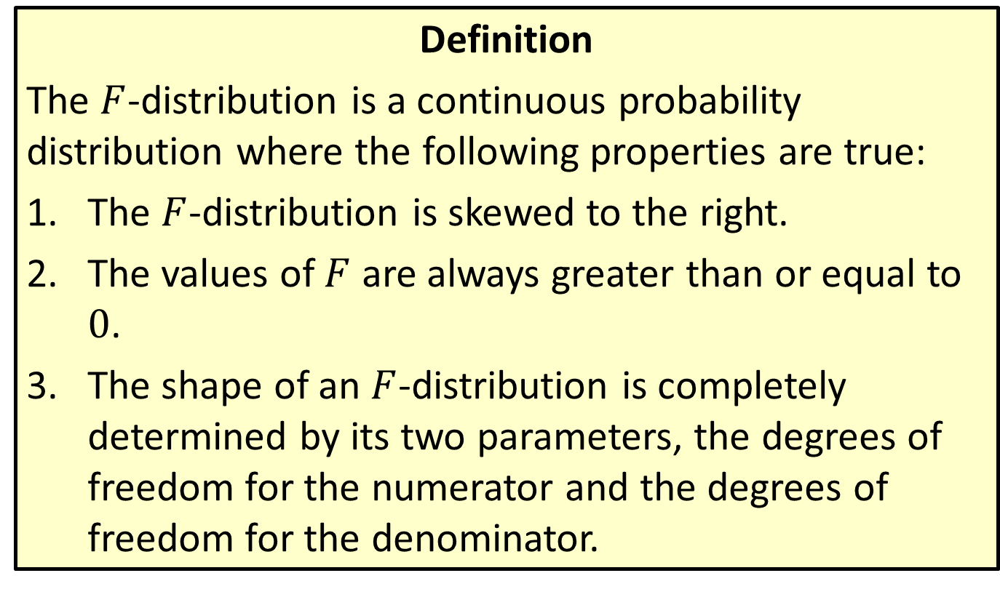 Definition
The F-distribution is a continuous probability
distribution where the following properties are true:
1. The F-distribution is skewed to the right.
2. The values of F are always greater than or equal to
0.
3. The shape of an F-distribution is completely
determined by its two parameters, the degrees of
freedom for the numerator and the degrees of
freedom for the denominator.